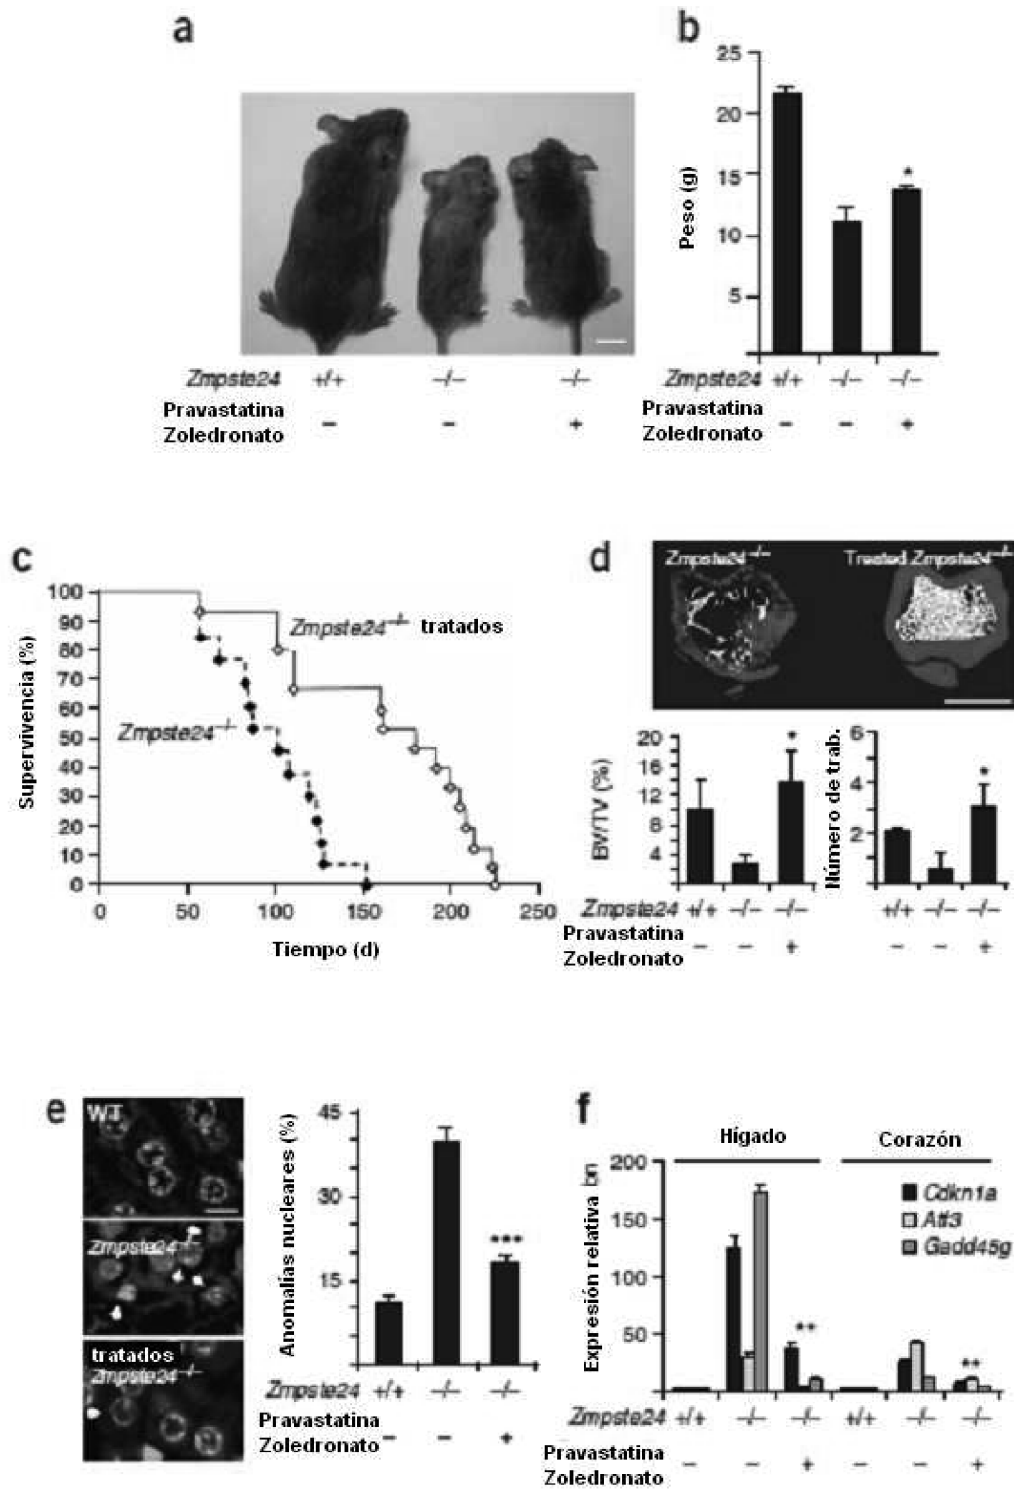 a
Zmpste24 +/+ –/– –/–
Pravastatina
Zoledronato – – +
b
Peso (g)
25
20
15
10
5
*
Zmpste24 +/+ –/– –/–
Pravastatina
Zoledronato – – +
c
Supervivencia (%)
100
90
80
70
60
50
40
30
20
10
0
Zmpste24–/– tratados
Zmpste24–/–
0 50 100 150 200 250
Tiempo (d)
d
Zmpste24–/– Treated Zmpste24–/–
BV/TV (%)
20
16
12
8
4
*
Zmpste24 +/+ –/– –/–
Pravastatina
Zoledronato – – +
Número de trab.
6
4
2
*
+/+ –/– –/–
– – +
e
WT
Zmpste24–/–
tratados
Zmpste24–/–
Anomalías nucleares (%)
45
30
15
***
Zmpste24 +/+ –/– –/–
Pravastatina
Zoledronato – – +
f
Hígado Corazón
Expresión relativa
200
150
100
50
Cdkn1a
Atf3
Gadd45g
**
**
Zmpste24 +/+ –/– –/– +/+ –/– –/–
Pravastatina
Zoledronato – – + – – +